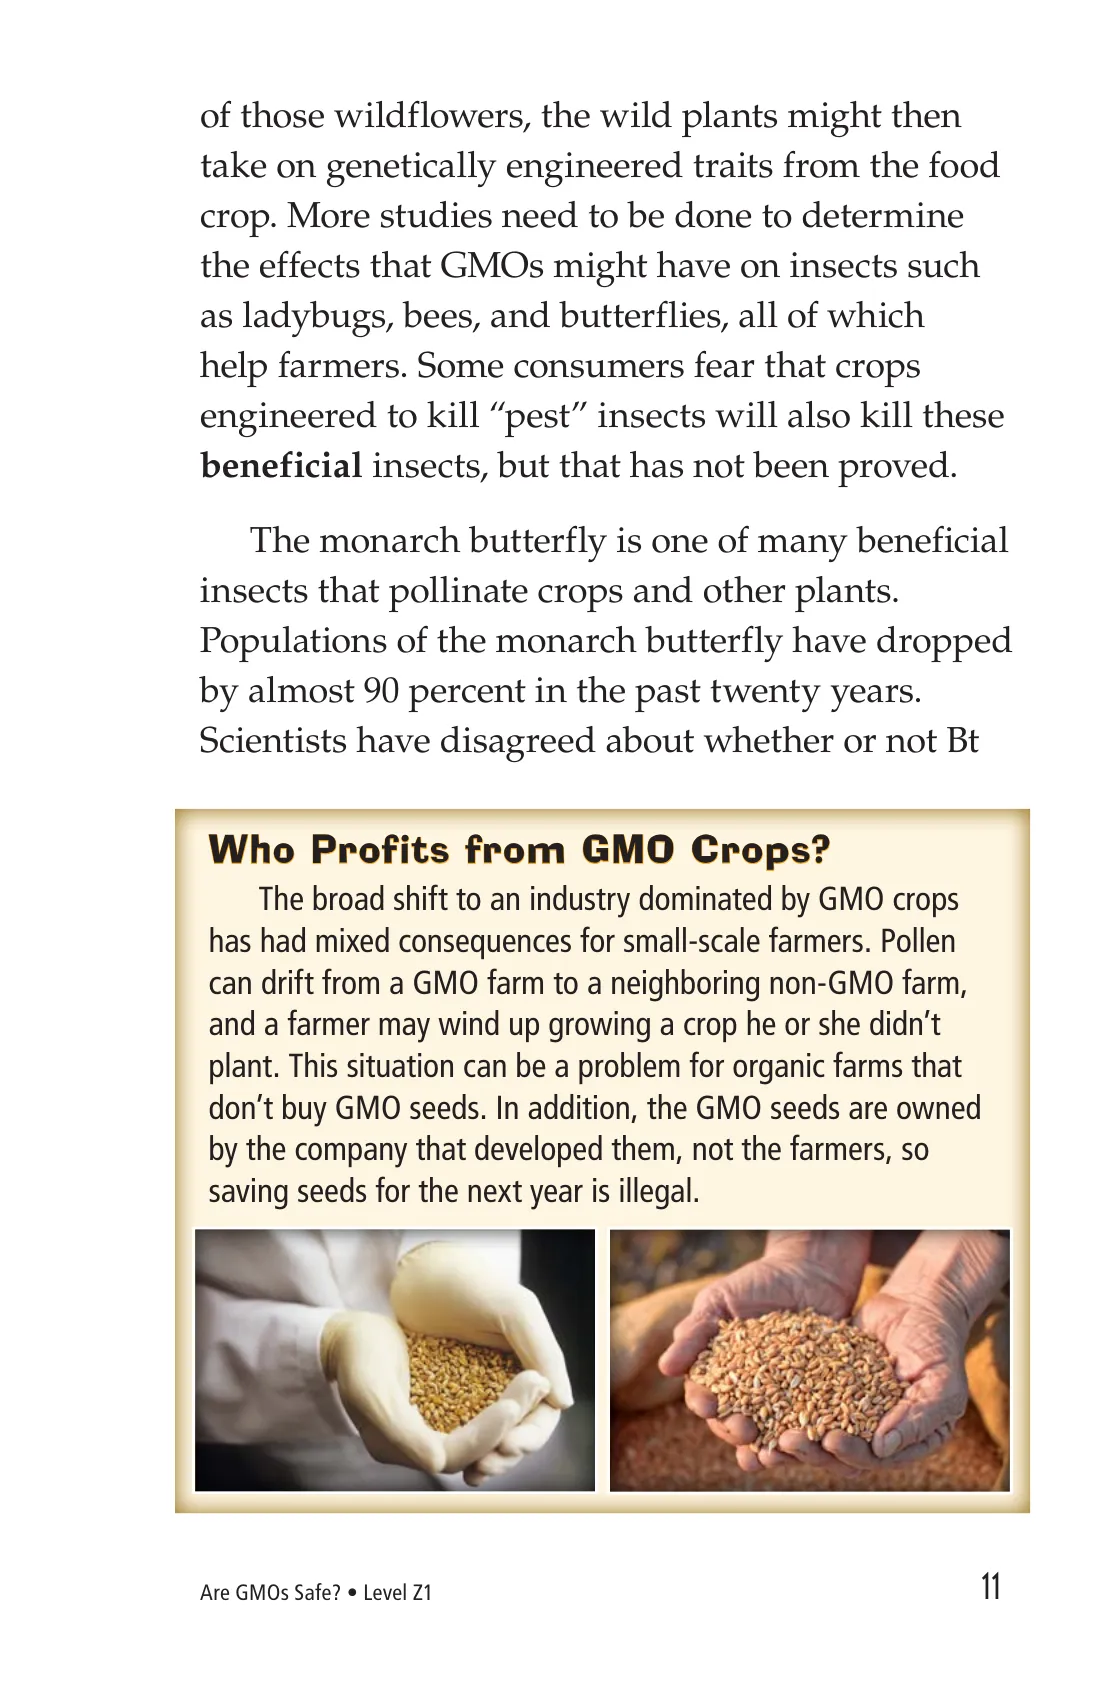 of those wildflowers, the wild plants might then
take on genetically engineered traits from the food
crop. More studies need to be done to determine
the effects that GMOs might have on insects such
as ladybugs, bees, and butterflies, all of which
help farmers. Some consumers fear that crops
engineered to kill “pest” insects will also kill these
beneficial insects, but that has not been proved.
The monarch butterfly is one of many beneficial
insects that pollinate crops and other plants.
Populations of the monarch butterfly have dropped
by almost 90 percent in the past twenty years.
Scientists have disagreed about whether or not Bt
Who Profits from GMO Crops?
The broad shift to an industry dominated by GMO crops
has had mixed consequences for small-scale farmers. Pollen
can drift from a GMO farm to a neighboring non-GMO farm,
and a farmer may wind up growing a crop he or she didn’t
plant. This situation can be a problem for organic farms that
don’t buy GMO seeds. In addition, the GMO seeds are owned
by the company that developed them, not the farmers, so
saving seeds for the next year is illegal.
Are GMOs Safe? • Level Z1
11